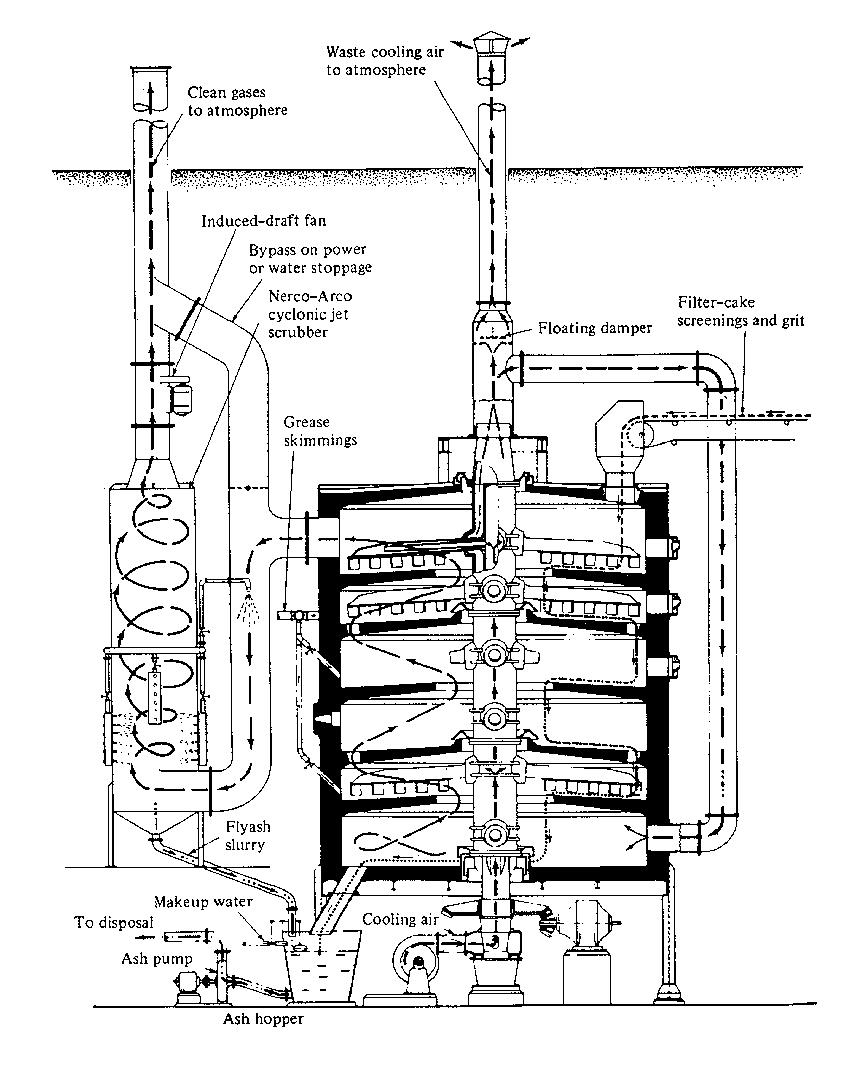 Waste cooling air
to atmosphere
Clean gases
to atmosphere
Induced-draft fan
Bypass on power
or water stoppage
Nerco-Arco
cyclonic jet
scrubber
Filter-cake
screenings and grit
Floating damper
Grease
skimmings
Flyash
slurry
Makeup water
To disposal
Cooling air
Ash pump
Ash hopper